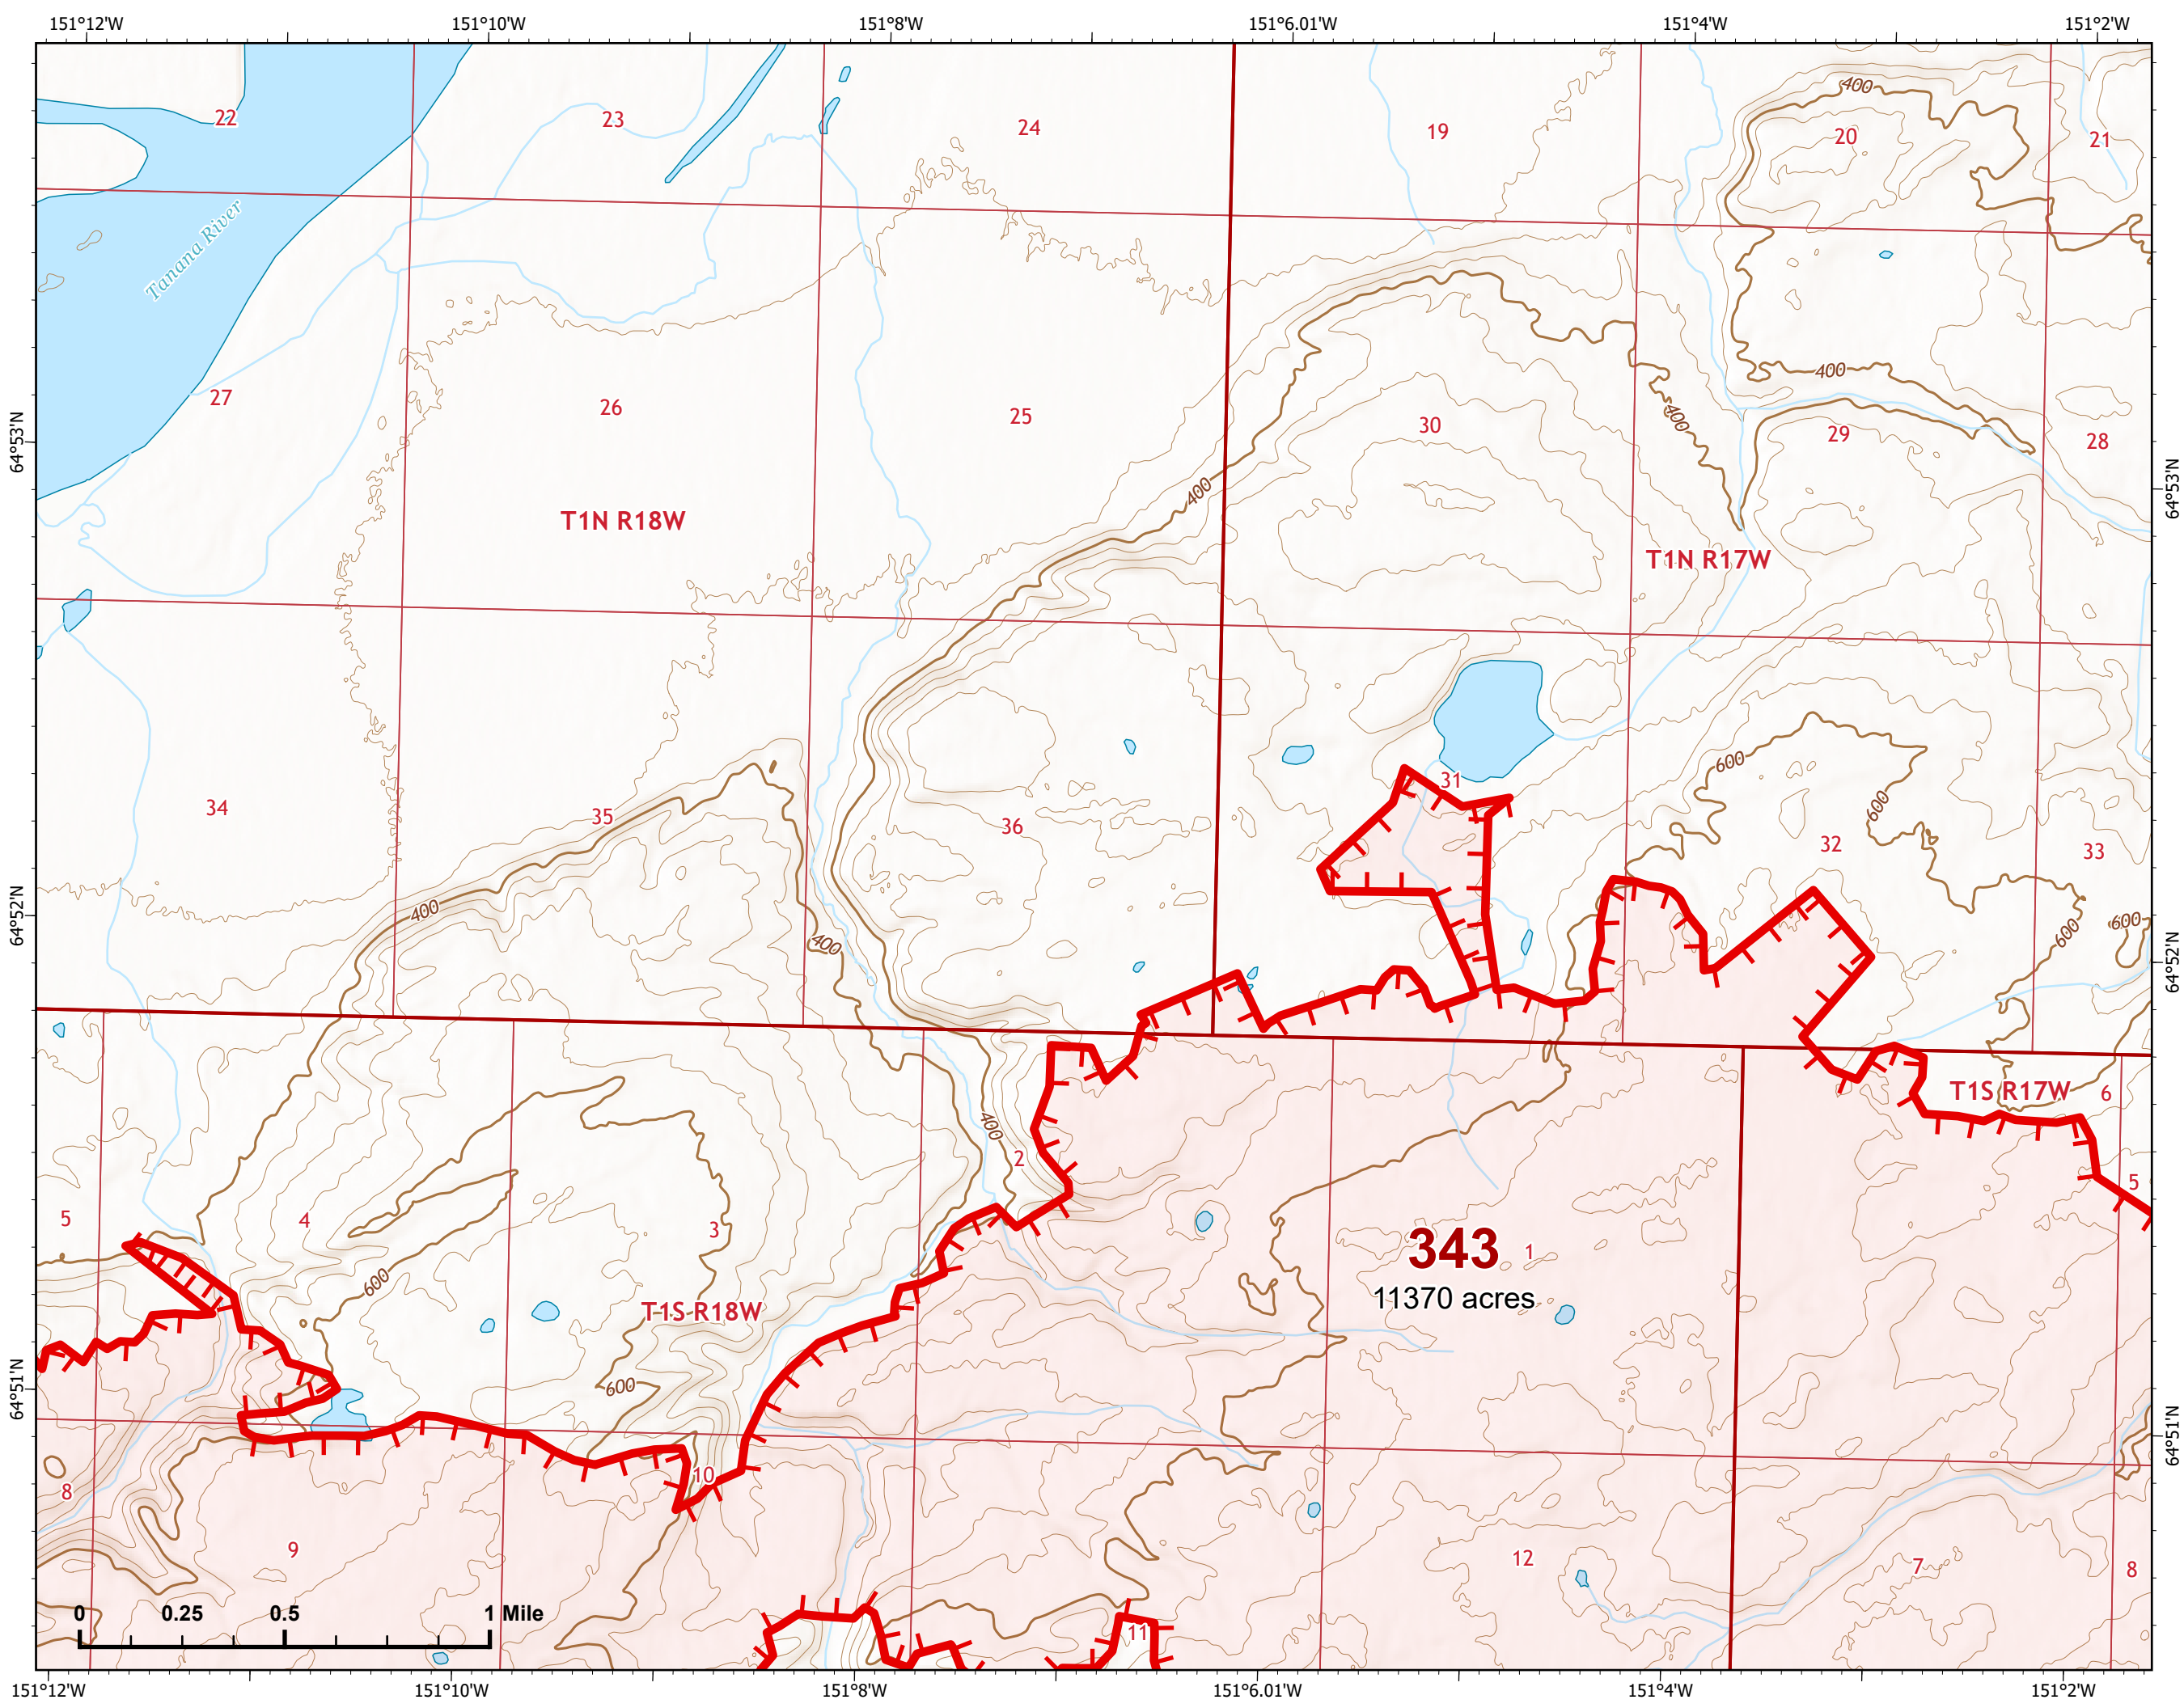 151°12'W 151°10'W 151°8'W 151°6.01'W 151°4'W 151°2'W
400
22 23 24 19 20 21
Tanana River
27 26 25 30 29 28
400
400
64°53'N 64°53'N
400
T1N R18W
T1N R17W
600
31
34 35 36 32 33
600
400
400
600
600
64°52'N 64°52'N
T1S R17W
6
400
2
5
5
4
3
343
1
600
11370 acres
T1S R18W
600
64°51'N 64°51'N
10
8
9
12
7
8
11
0 0.25 0.5 1 Mile
151°12'W 151°10'W 151°8'W 151°6.01'W 151°4'W 151°2'W